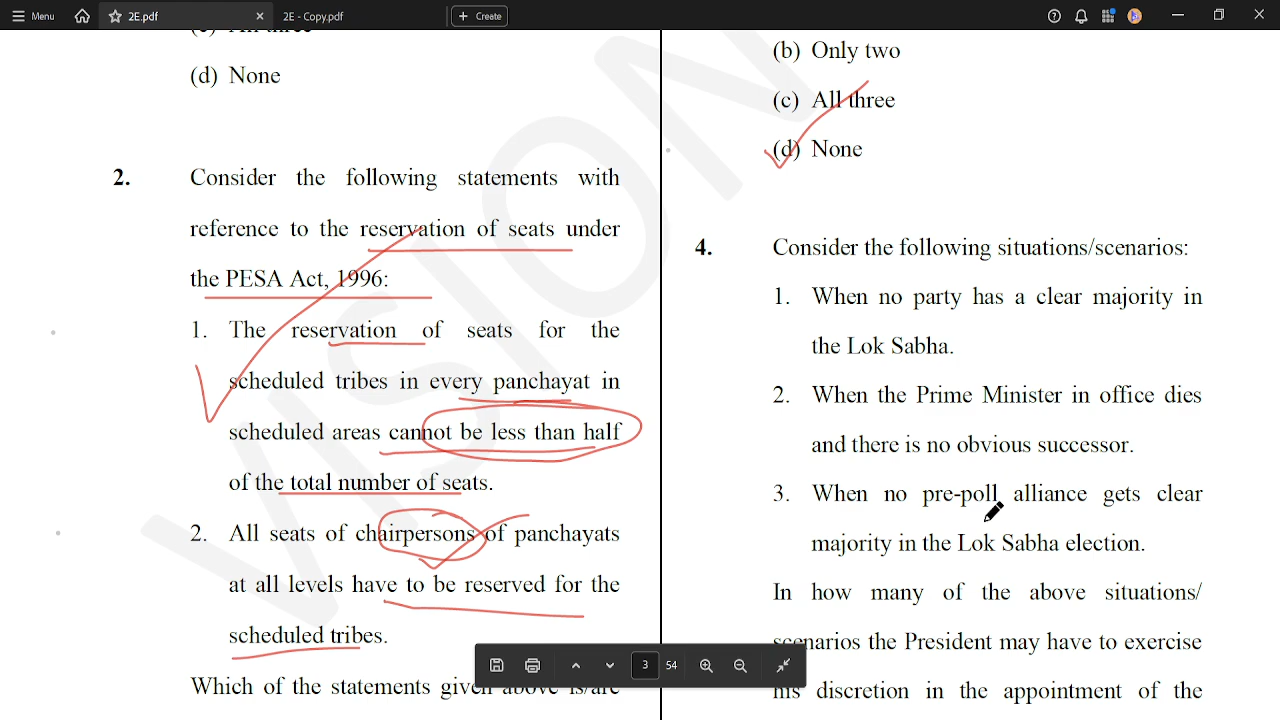 Menu
2E.pdf
2E - Copy.pdf
Create
(d) None
2. Consider the following statements with
reference to the reservation of seats under
the PESA Act, 1996:
1. The reservation of seats for the
scheduled tribes in every panchayat in
scheduled areas cannot be less than half
of the total number of seats.
2. All seats of chairpersons of panchayats
at all levels have to be reserved for the
scheduled tribes.
Which of the statements given above is/are
(b) Only two
(c) All three
(d) None
4. Consider the following situations/scenarios:
1. When no party has a clear majority in
the Lok Sabha.
2. When the Prime Minister in office dies
and there is no obvious successor.
3. When no pre-poll alliance gets clear
majority in the Lok Sabha election.
In how many of the above situations/
scenarios the President may have to exercise
his discretion in the appointment of the
3 54
VISION